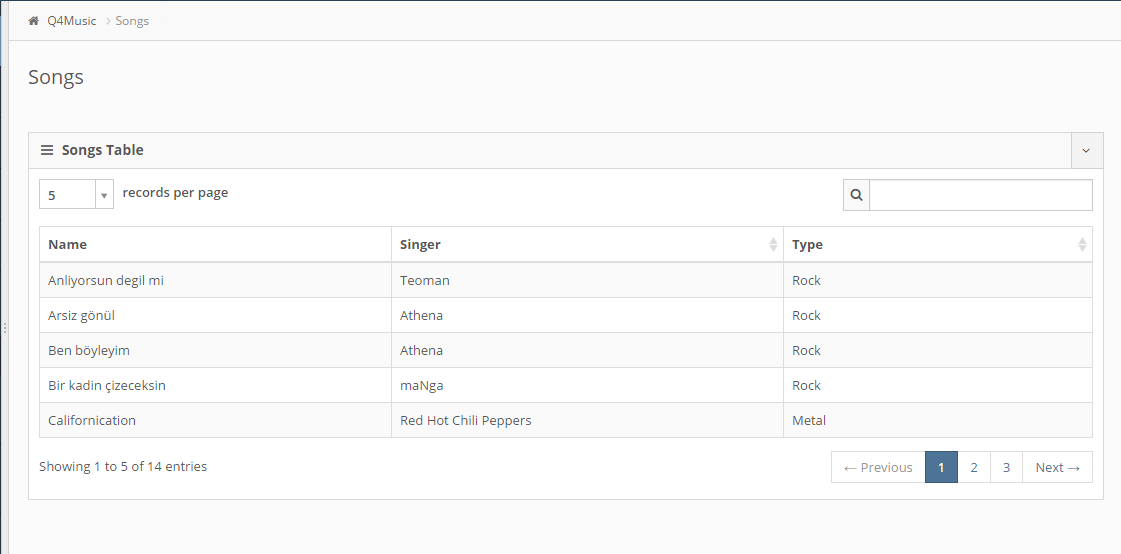 Q4Music Songs
Songs
Songs Table
5 records per page
Name Singer Type
Anliyorsun degil mi Teoman Rock
Arsiz gönül Athena Rock
Ben böyleyim Athena Rock
Bir kadin çizeceksin maNga Rock
Californication Red Hot Chili Peppers Metal
Showing 1 to 5 of 14 entries ← Previous 1 2 3 Next →